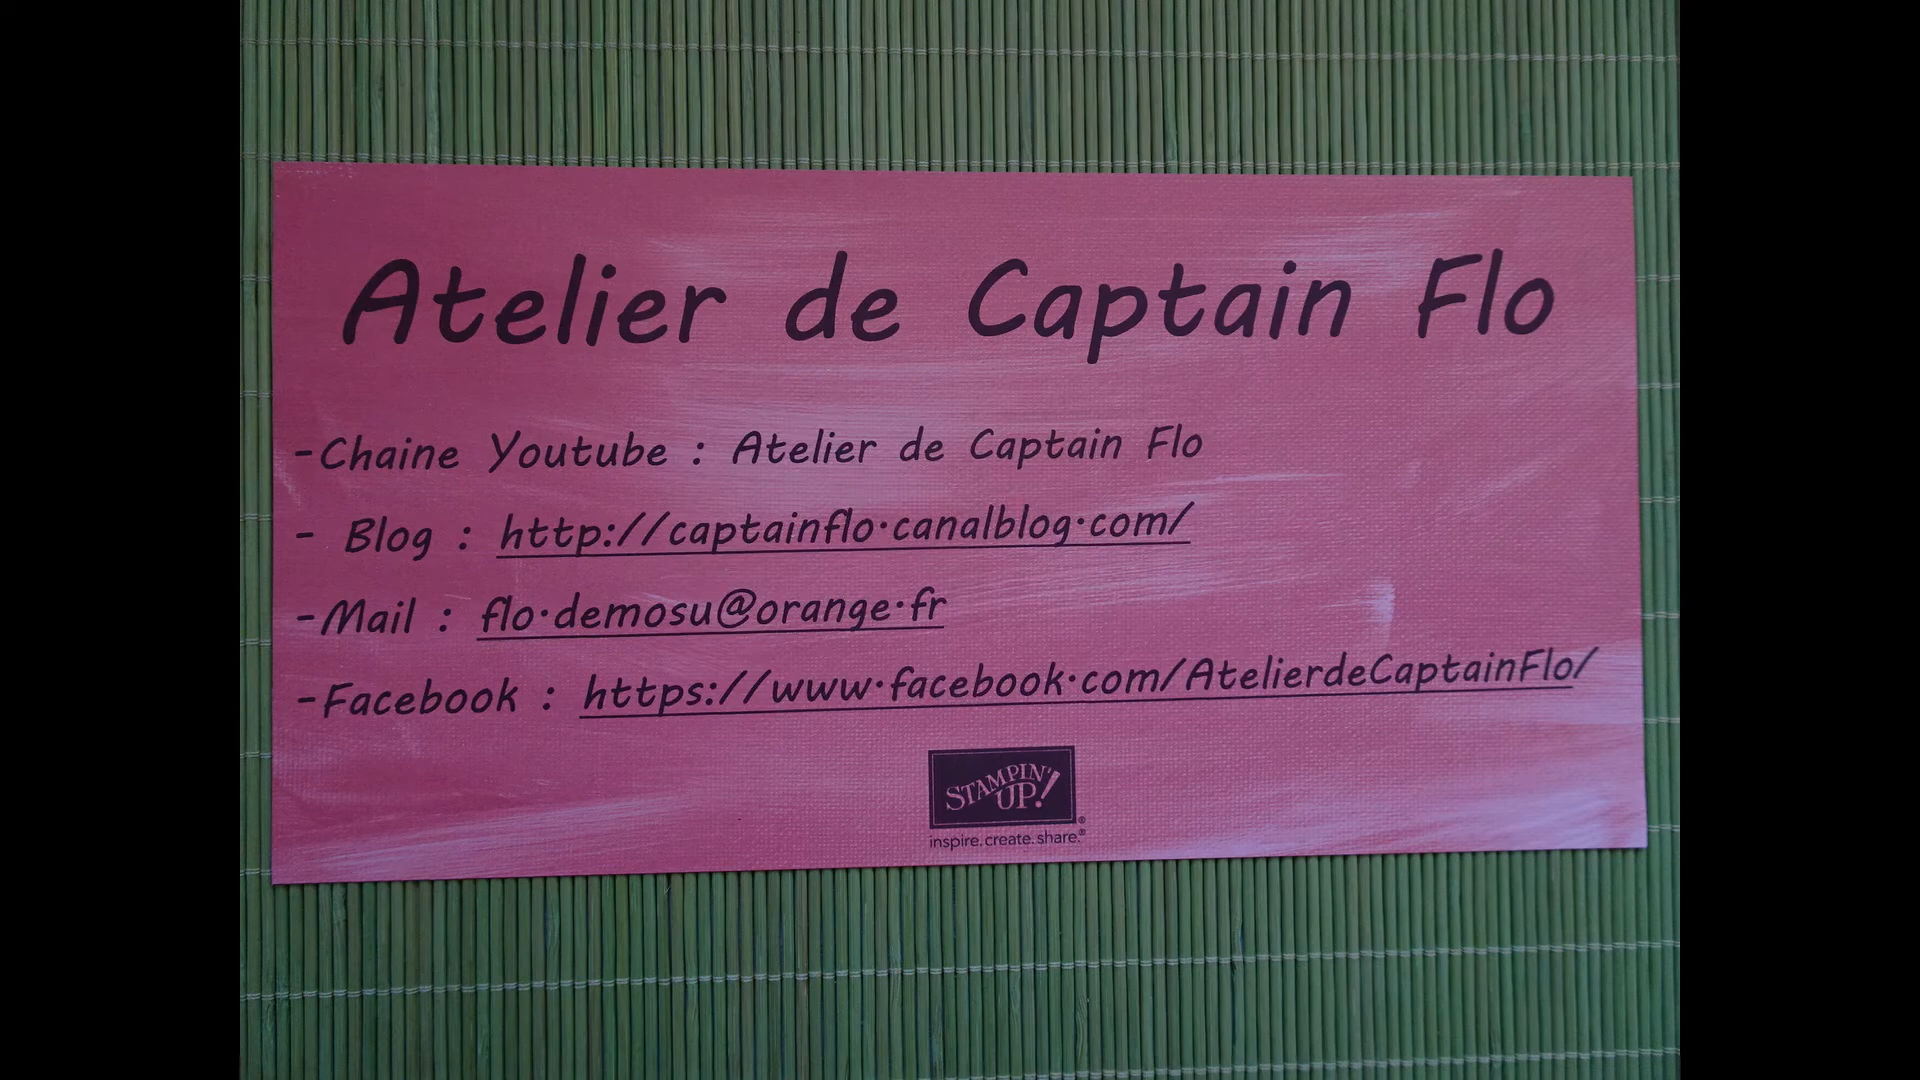 Atelier de Captain Flo
-Chaine Youtube : Atelier de Captain Flo
- Blog : http://captainflo.canalblog.com/
-Mail : flo.demosu@orange.fr
-Facebook : https://www.facebook.com/AtelierdeCaptainFlo/
STAMPIN'
UP!®
inspire.create.share.®